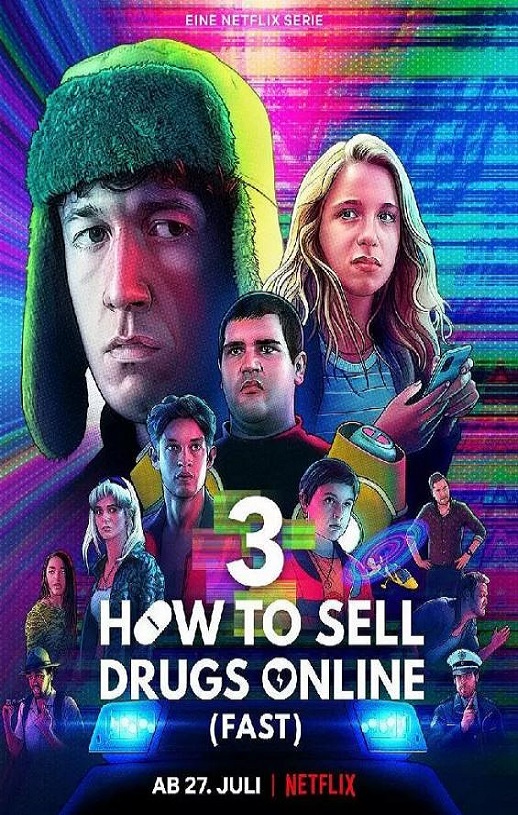 EINE NETFLIX SERIE
3
HOW TO SELL
DRUGS ONLINE
(FAST)
AB 27. JULI | NETFLIX